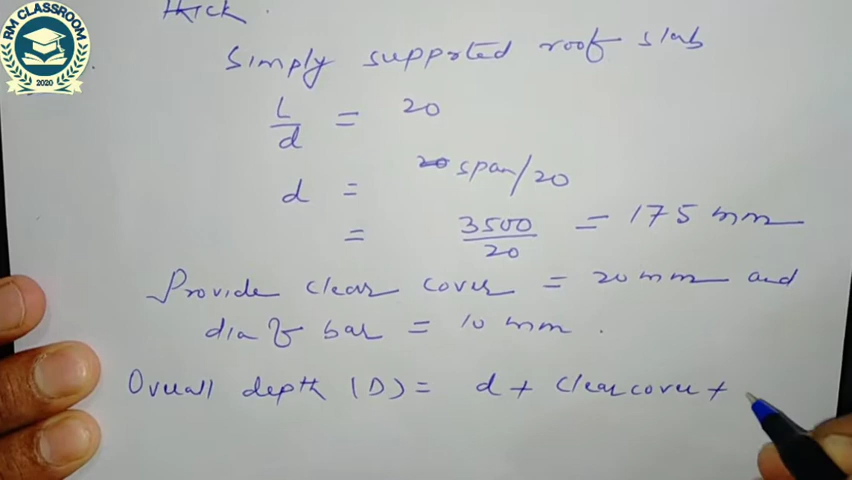 RM CLASSROOM
2020
Thick.
Simply supported roof slab
L/d = 20
d = span/20
= 3500/20 = 175 mm
Provide clear cover = 20 mm and
dia of bar = 10 mm.
Overall depth (D) = d + clear cover +